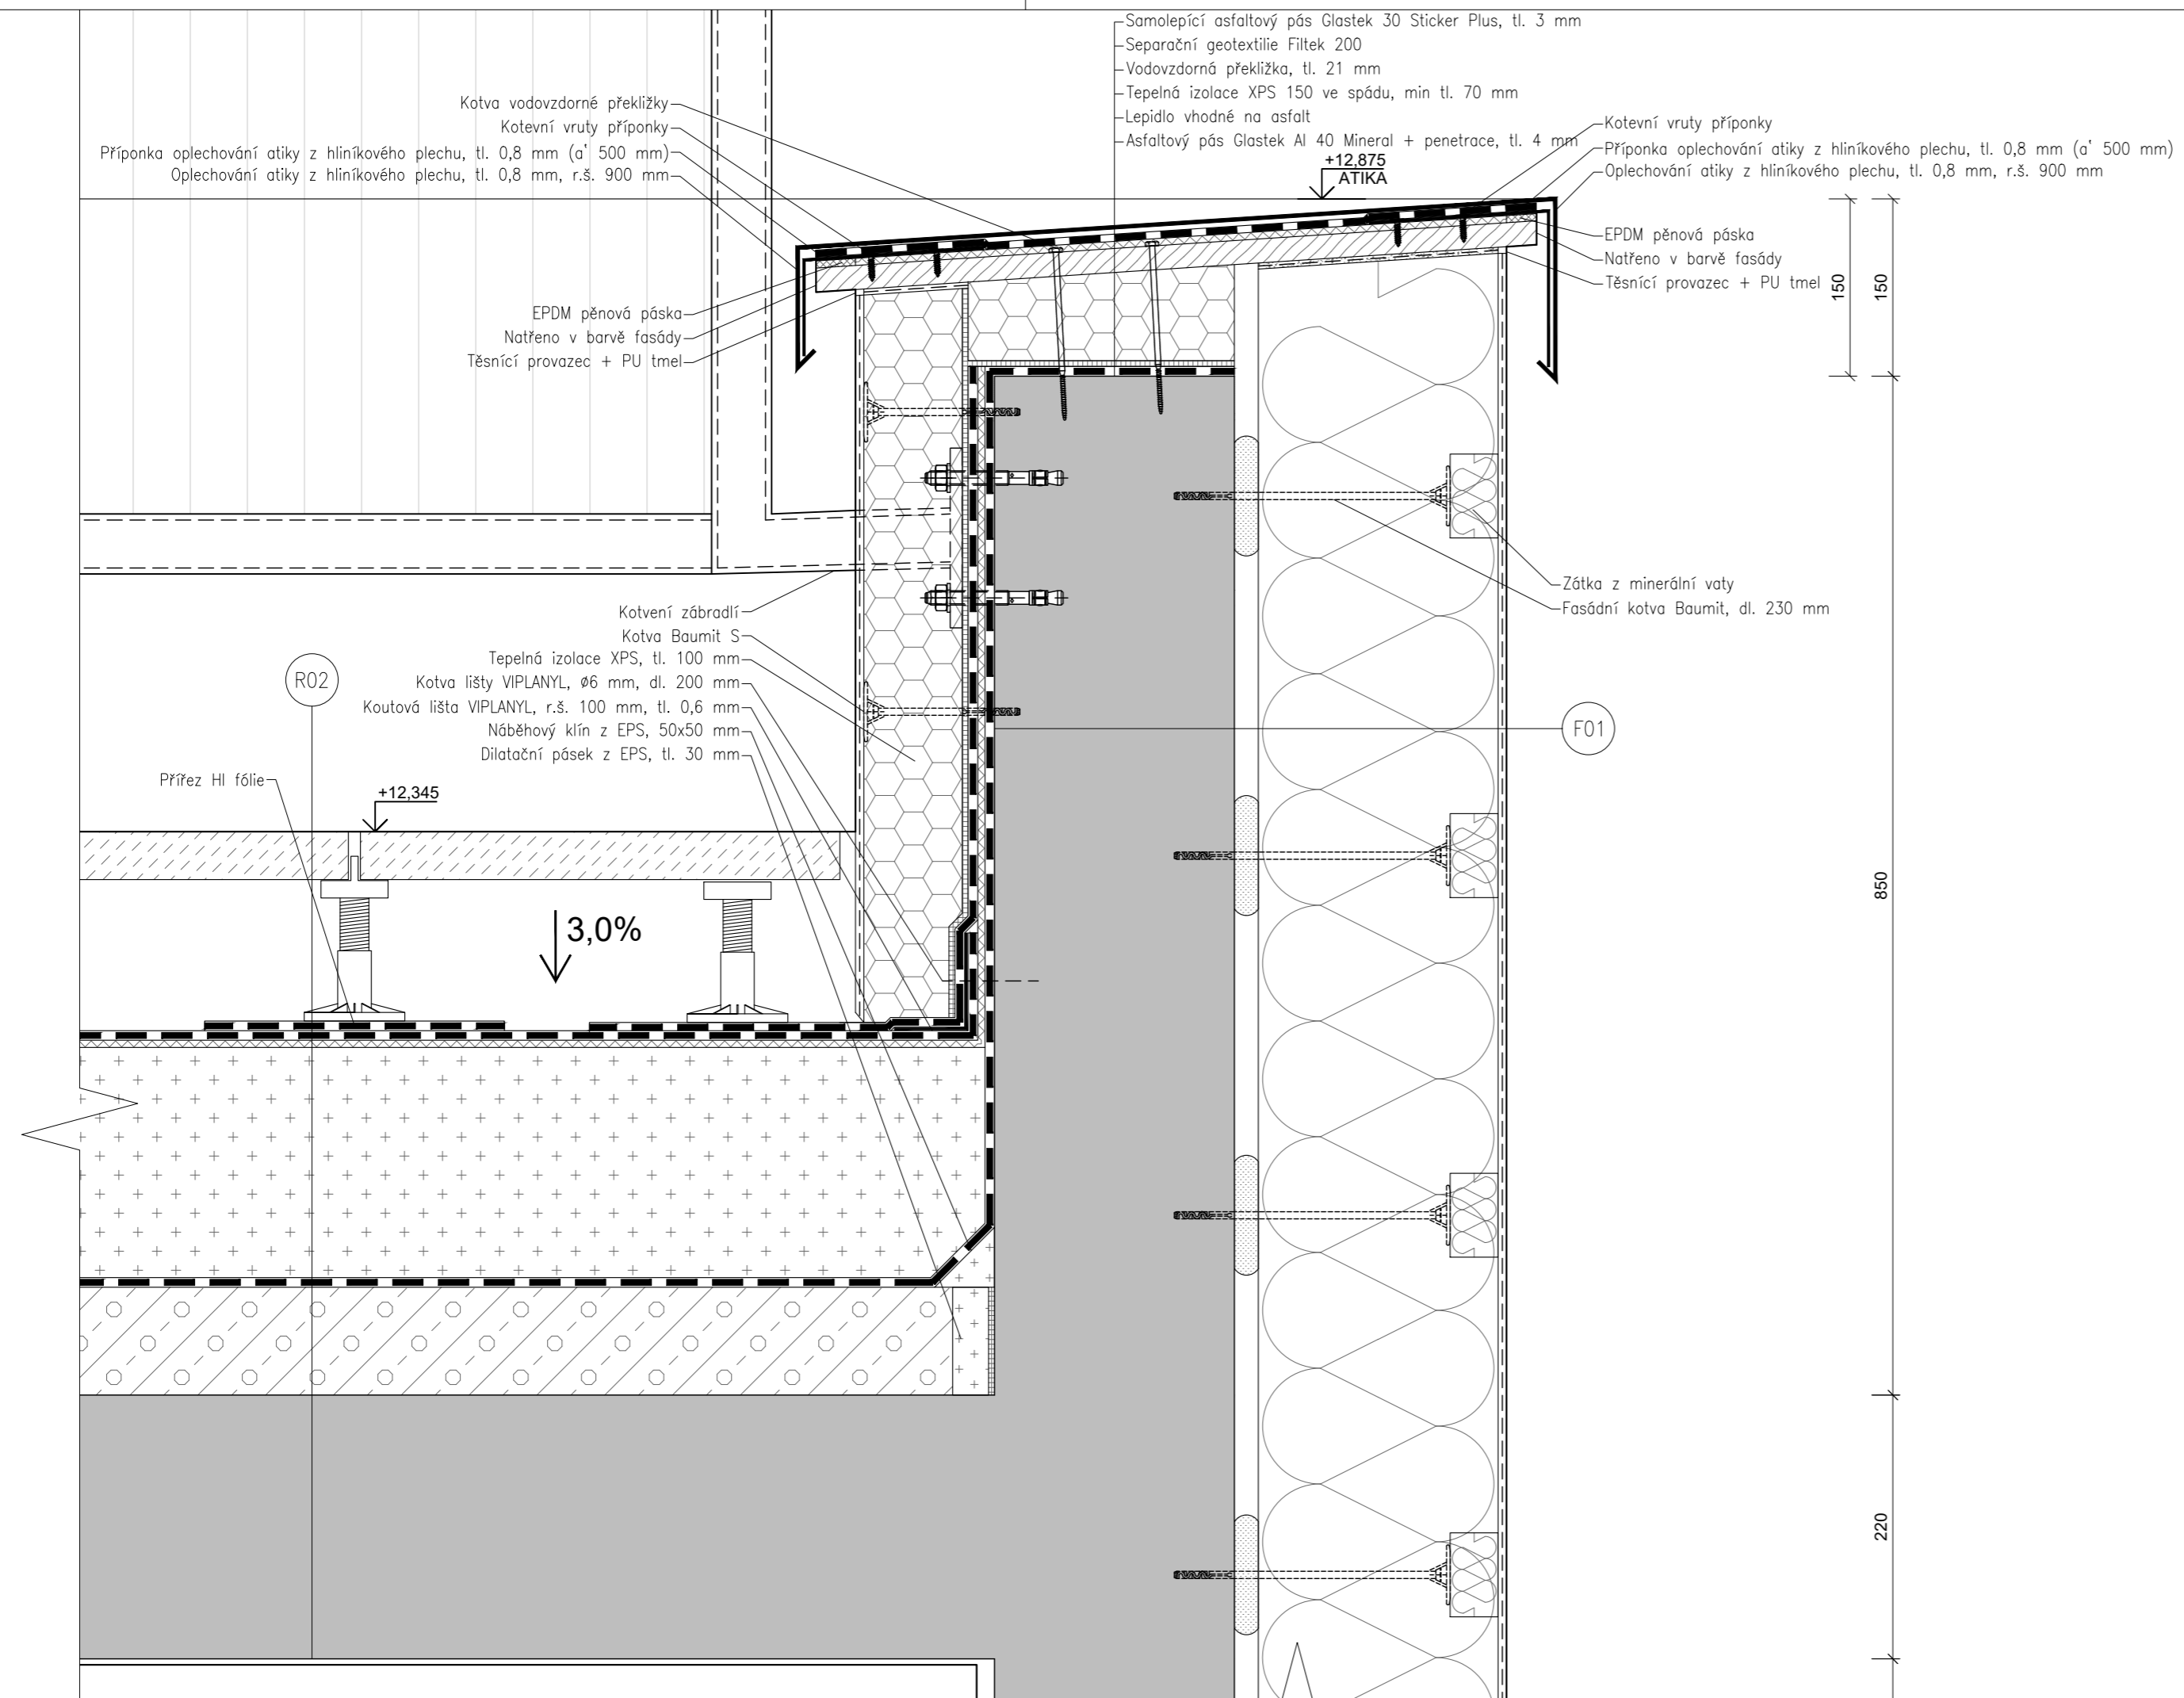 Samolepící asfaltový pás Glastek 30 Sticker Plus, tl. 3 mm
Separační geotextilie Filtek 200
Vodovzdorná překližka, tl. 21 mm
Tepelná izolace XPS 150 ve spádu, min tl. 70 mm
Lepidlo vhodné na asfalt
Asfaltový pás Glastek Al 40 Mineral + penetrace, tl. 4 mm
+12,875
ATIKA
Kotva vodovzdorné překližky
Kotevní vruty příponky
Příponka oplechování atiky z hliníkového plechu, tl. 0,8 mm (a' 500 mm)
Oplechování atiky z hliníkového plechu, tl. 0,8 mm, r.š. 900 mm
Kotevní vruty příponky
Příponka oplechování atiky z hliníkového plechu, tl. 0,8 mm (a' 500 mm)
Oplechování atiky z hliníkového plechu, tl. 0,8 mm, r.š. 900 mm
EPDM pěnová páska
Natřeno v barvě fasády
Těsnící provazec + PU tmel
150
150
EPDM pěnová páska
Natřeno v barvě fasády
Těsnící provazec + PU tmel
Zátka z minerální vaty
Fasádní kotva Baumit, dl. 230 mm
Kotvení zábradlí
Kotva Baumit S
Tepelná izolace XPS, tl. 100 mm
Kotva lišty VIPLANYL, ø6 mm, dl. 200 mm
Koutová lišta VIPLANYL, r.š. 100 mm, tl. 0,6 mm
Náběhový klín z EPS, 50x50 mm
Dilatační pásek z EPS, tl. 30 mm
R02
F01
Přířez HI fólie
+12,345
3,0%
850
220